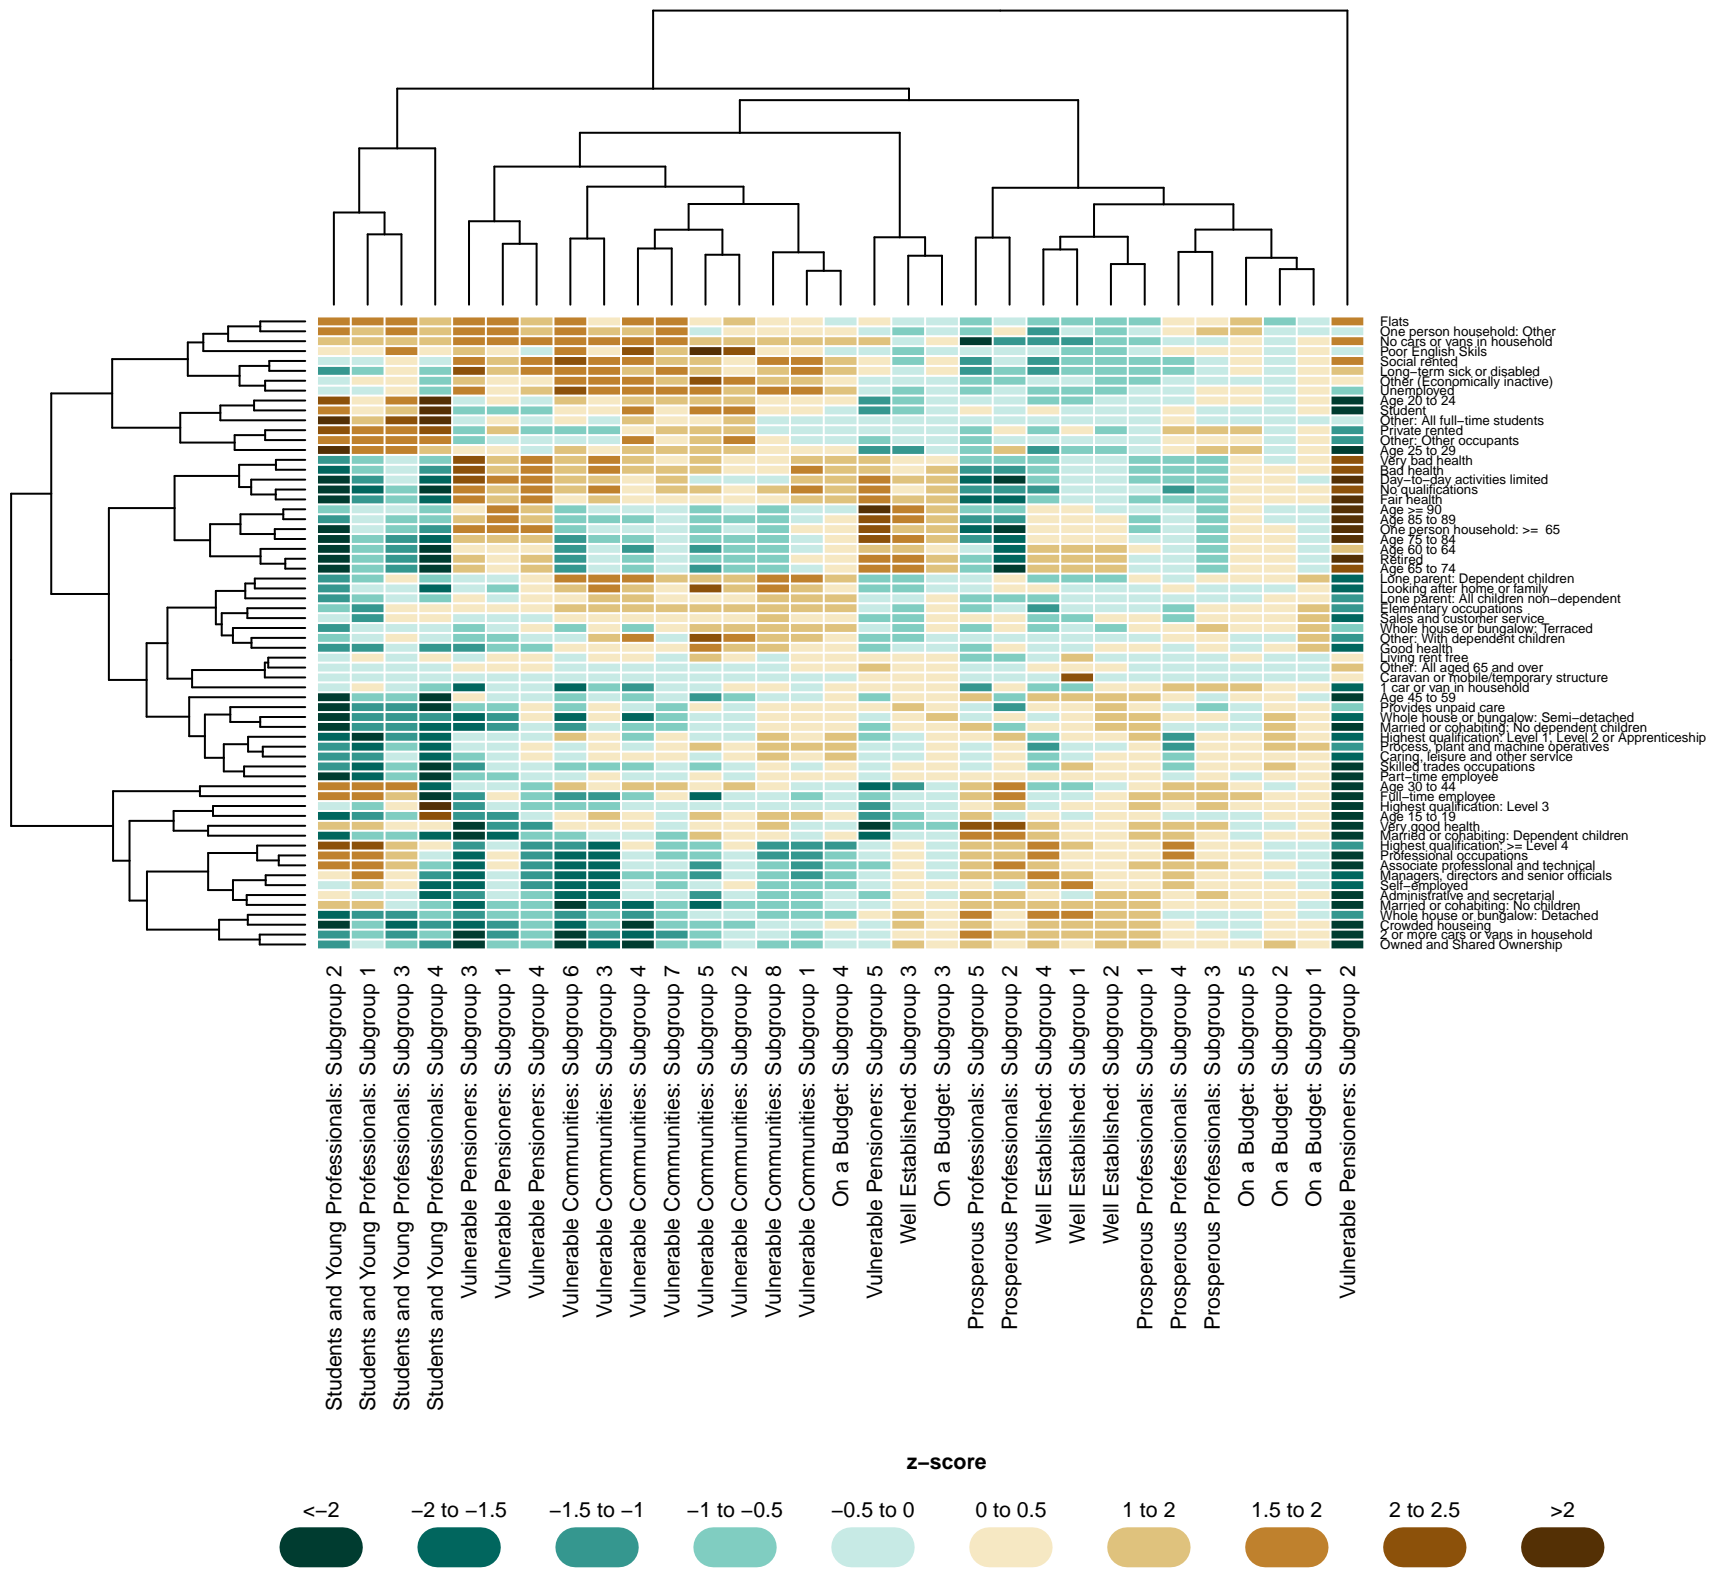 Flats
One person household: Other
No cars or vans in household
Poor English Skils
Social rented
Long−term sick or disabled
Other (Economically inactive)
Unemployed
Age 20 to 24
Student
Other: All full−time students
Private rented
Other: Other occupants
Age 25 to 29
Very bad health
Bad health
Day−to−day activities limited
No qualifications
Fair health
Age >= 90
Age 85 to 89
One person household: >= 65
Age 75 to 84
Age 60 to 64
Retired
Age 65 to 74
Lone parent: Dependent children
Looking after home or family
Lone parent: All children non−dependent
Elementary occupations
Sales and customer service
Whole house or bungalow: Terraced
Other: With dependent children
Good health
Living rent free
Other: All aged 65 and over
Caravan or mobile/temporary structure
1 car or van in household
Age 45 to 59
Provides unpaid care
Whole house or bungalow: Semi−detached
Married or cohabiting: No dependent children
Highest qualification: Level 1, Level 2 or Apprenticeship
Process, plant and machine operatives
Caring, leisure and other service
Skilled trades occupations
Part−time employee
Age 30 to 44
Full−time employee
Highest qualification: Level 3
Age 15 to 19
Very good health
Married or cohabiting: Dependent children
Highest qualification: >= Level 4
Professional occupations
Associate professional and technical
Managers, directors and senior officials
Self−employed
Administrative and secretarial
Married or cohabiting: No children
Whole house or bungalow: Detached
Crowded houseing
2 or more cars or vans in household
Owned and Shared Ownership
Students and Young Professionals: Subgroup 2
Students and Young Professionals: Subgroup 1
Students and Young Professionals: Subgroup 3
Students and Young Professionals: Subgroup 4
Vulnerable Pensioners: Subgroup 3
Vulnerable Pensioners: Subgroup 1
Vulnerable Pensioners: Subgroup 4
Vulnerable Communities: Subgroup 6
Vulnerable Communities: Subgroup 3
Vulnerable Communities: Subgroup 4
Vulnerable Communities: Subgroup 7
Vulnerable Communities: Subgroup 5
Vulnerable Communities: Subgroup 2
Vulnerable Communities: Subgroup 8
Vulnerable Communities: Subgroup 1
On a Budget: Subgroup 4
Vulnerable Pensioners: Subgroup 5
Well Established: Subgroup 3
On a Budget: Subgroup 3
Prosperous Professionals: Subgroup 5
Prosperous Professionals: Subgroup 2
Well Established: Subgroup 4
Well Established: Subgroup 1
Well Established: Subgroup 2
Prosperous Professionals: Subgroup 1
Prosperous Professionals: Subgroup 4
Prosperous Professionals: Subgroup 3
On a Budget: Subgroup 5
On a Budget: Subgroup 2
On a Budget: Subgroup 1
Vulnerable Pensioners: Subgroup 2
z−score
<−2 −2 to −1.5 −1.5 to −1 −1 to −0.5 −0.5 to 0 0 to 0.5 1 to 2 1.5 to 2 2 to 2.5 >2